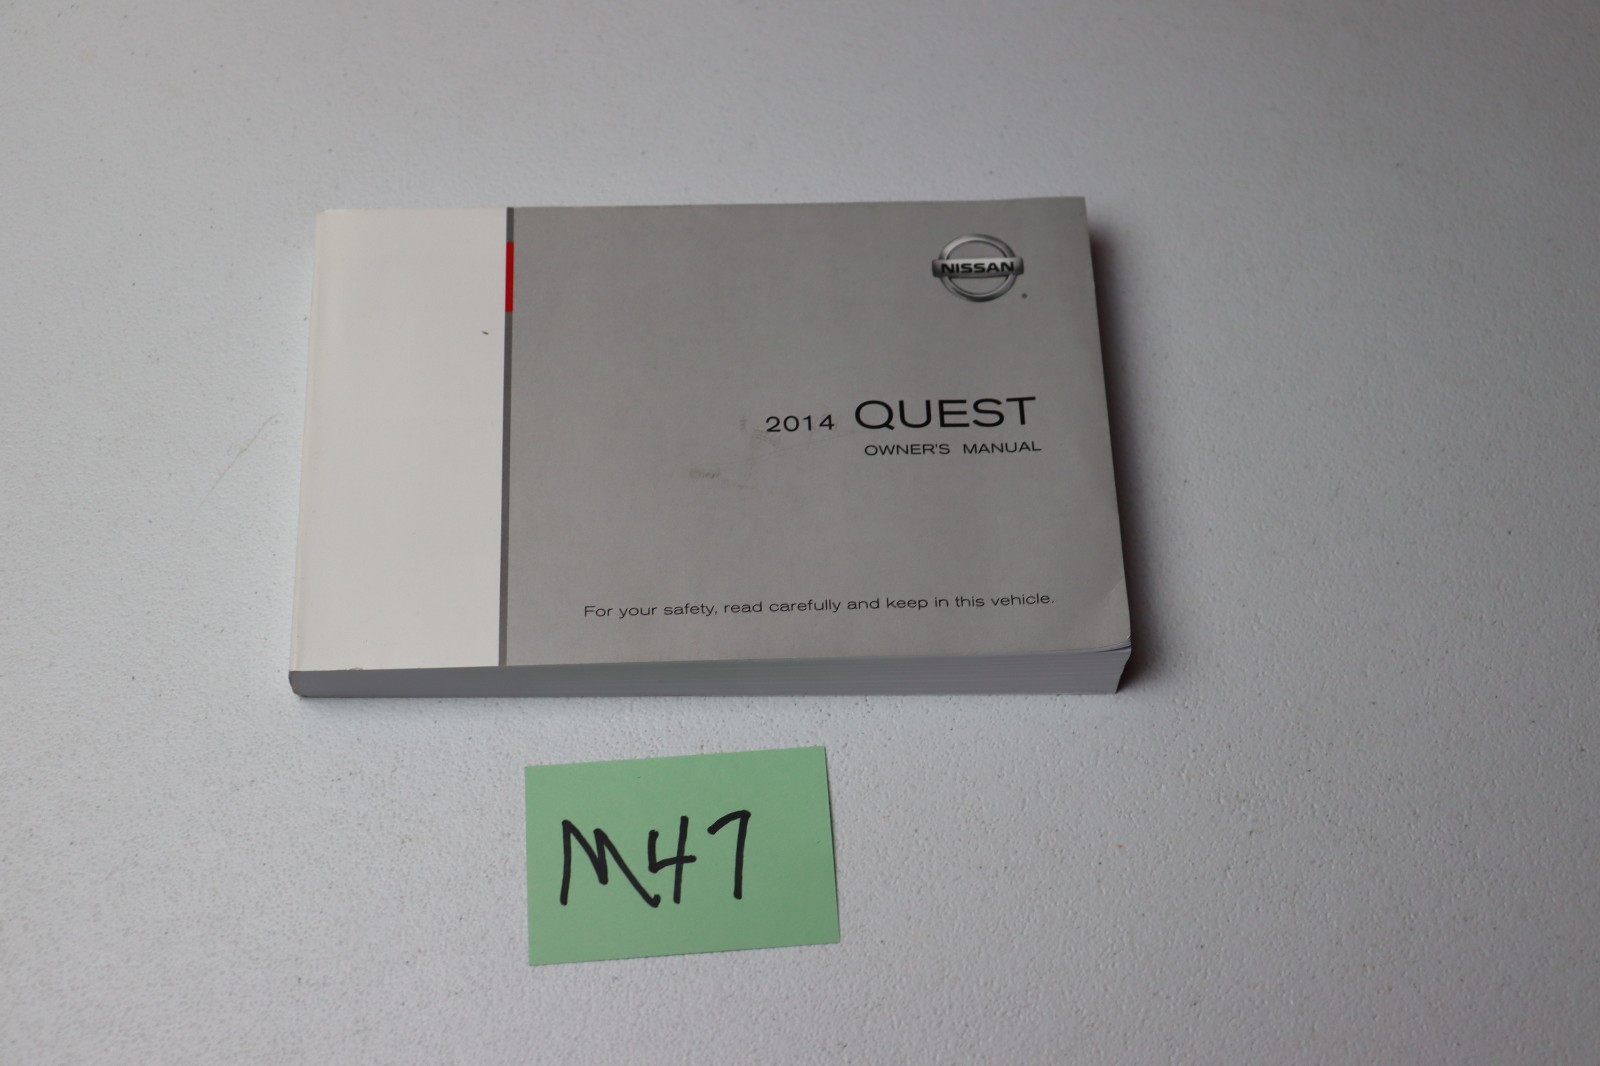 NISSAN
2014 QUEST
OWNER'S MANUAL
For your safety, read carefully and keep in this vehicle.
M47